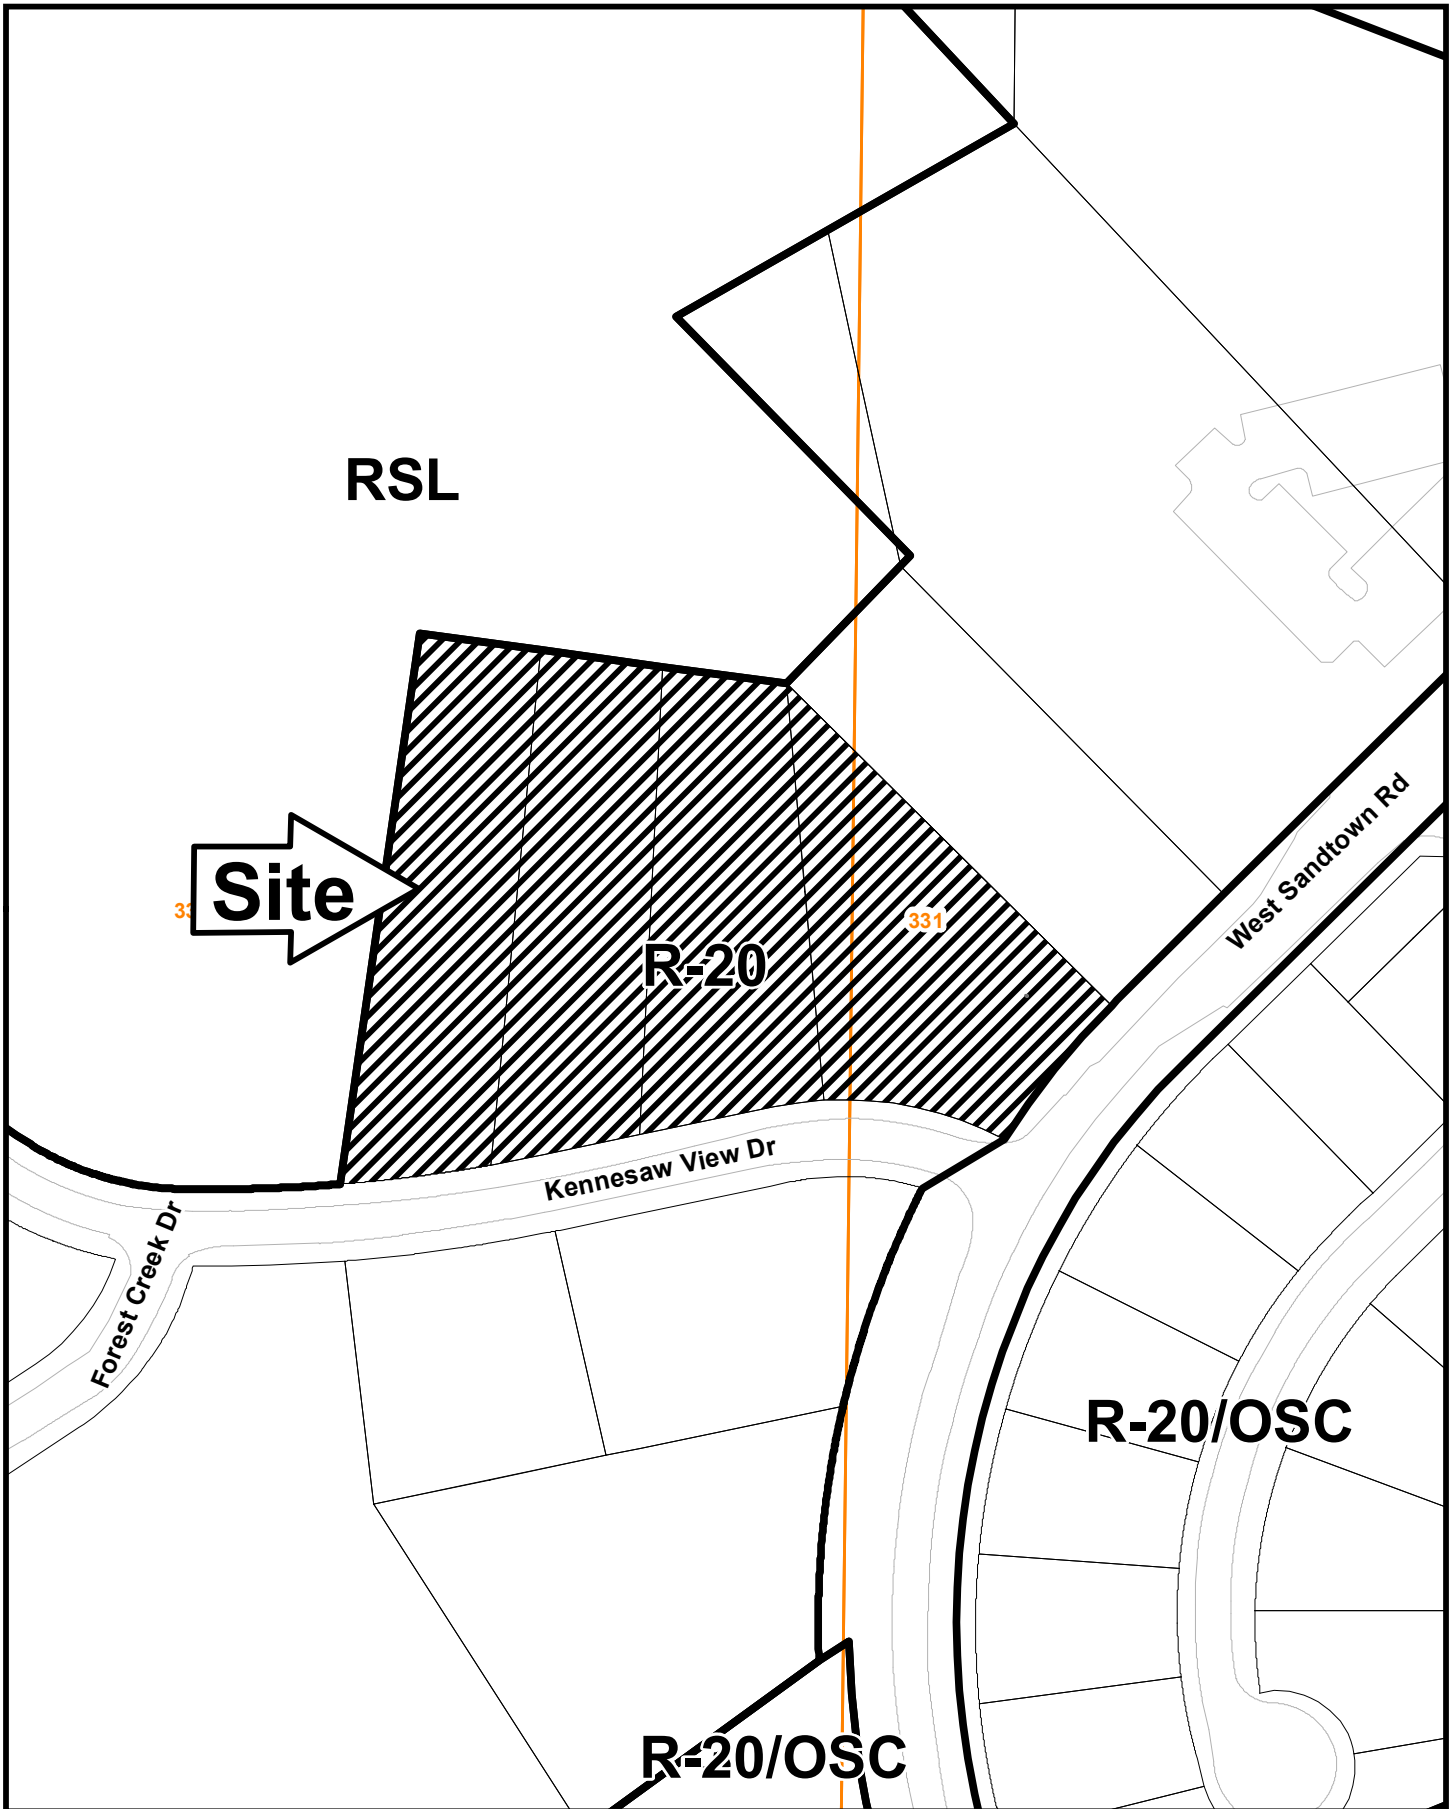 RSL
West Sandtown Rd
Site
331
R-20
Kennesaw View Dr
Forest Creek Dr
R-20/OSC
R-20/OSC